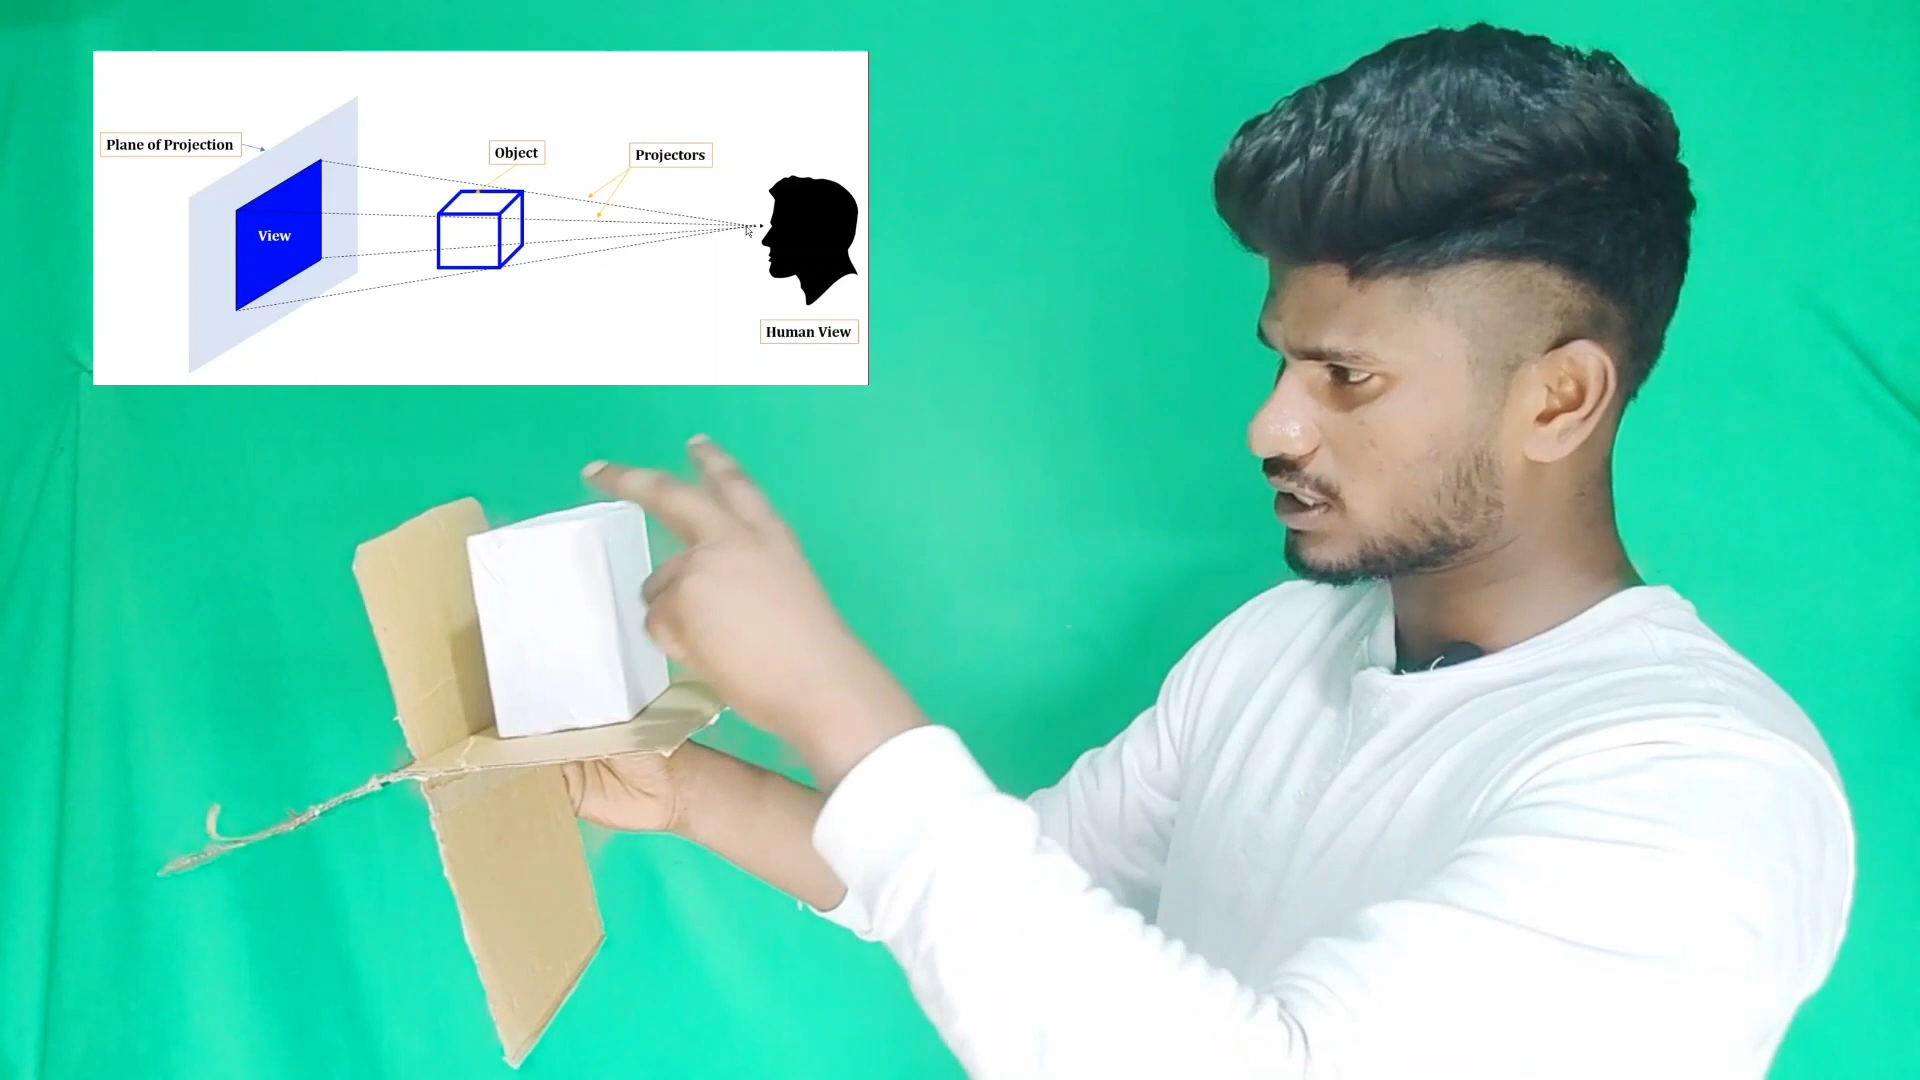 Plane of Projection
Object
Projectors
View
Human View